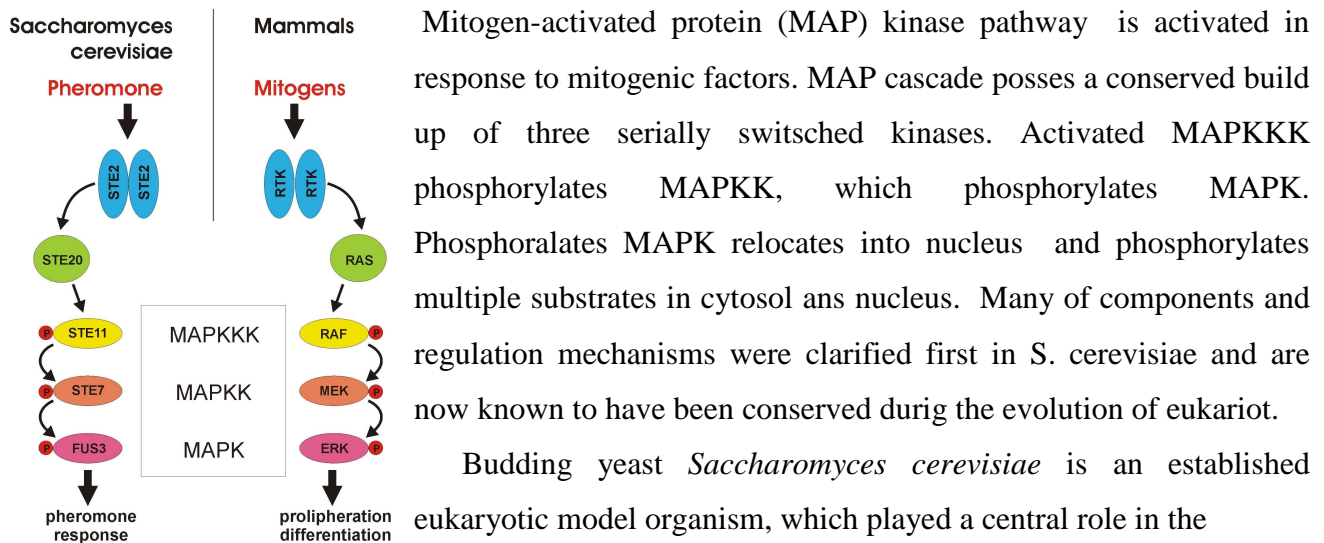 Saccharomyces
cerevisiae
Mammals
Pheromone
Mitogens
STE2
STE2
RTK
RTK
STE20
RAS
P
STE11
MAPKKK
RAF
P
P
STE7
MAPKK
MEK
P
P
FUS3
MAPK
ERK
P
pheromone
response
prolipheration
differentiation
Mitogen-activated protein (MAP) kinase pathway is activated in
response to mitogenic factors. MAP cascade posses a conserved build
up of three serially switsched kinases. Activated MAPKKK
phosphorylates MAPKK, which phosphorylates MAPK.
Phosphoralates MAPK relocates into nucleus and phosphorylates
multiple substrates in cytosol ans nucleus. Many of components and
regulation mechanisms were clarified first in S. cerevisiae and are
now known to have been conserved durig the evolution of eukariot.
Budding yeast Saccharomyces cerevisiae is an established
eukaryotic model organism, which played a central role in the